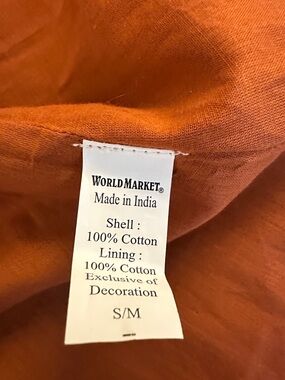 WORLD MARKET®
Made in India
Shell :
100% Cotton
Lining :
100% Cotton
Exclusive of
Decoration
S/M